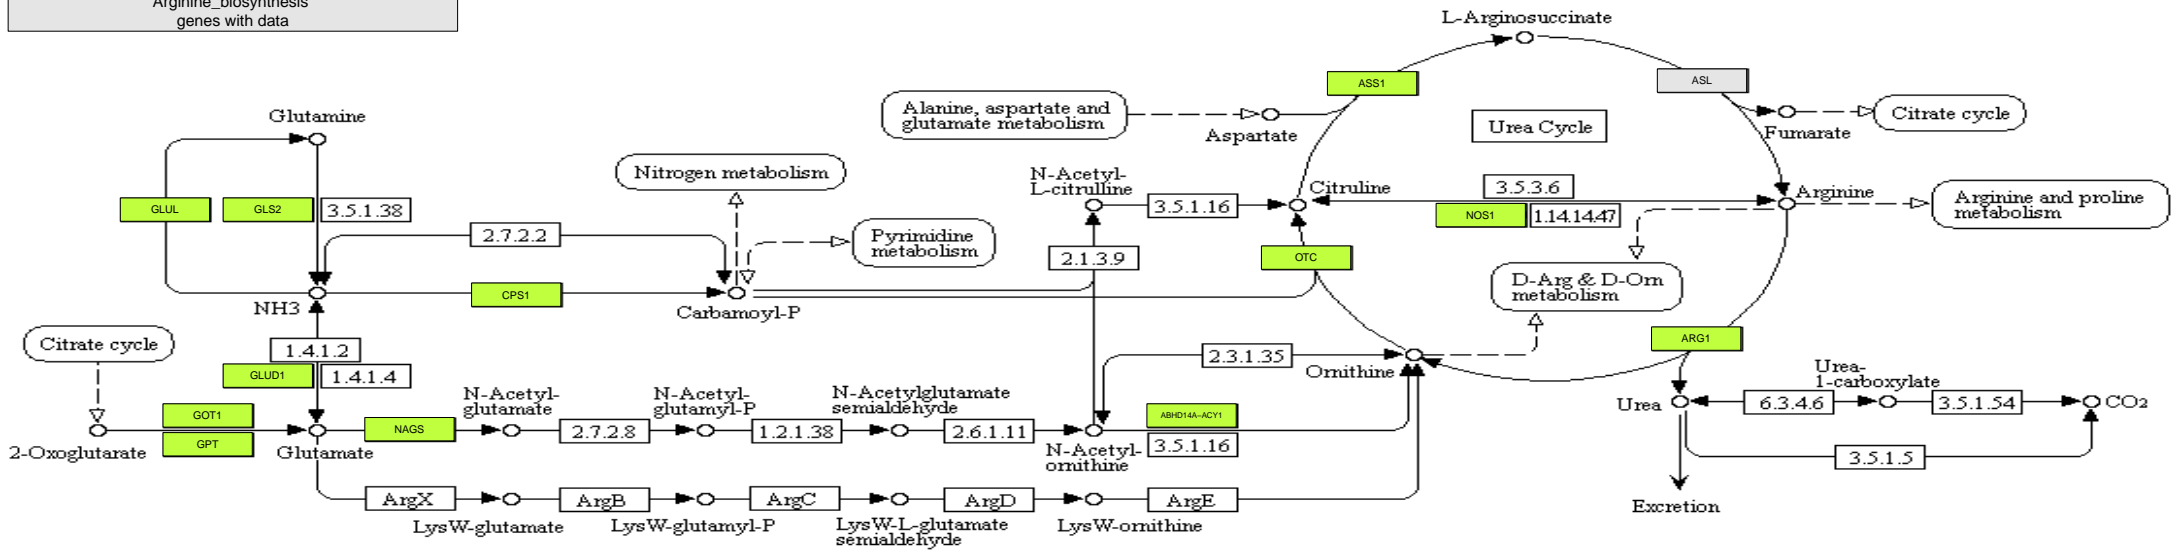 Arginine_biosynthesis
genes with data
L-Arginosuccinate
ASS1
ASL
Alanine, aspartate and
glutamate metabolism
Aspartate
Urea Cycle
Fumarate
Citrate cycle
Glutamine
Nitrogen metabolism
N-Acetyl-
L-citrulline
3.5.1.16
Citruline
3.5.3.6
Arginine
Arginine and proline
metabolism
GLUL
GLS2
3.5.1.38
NOS1
1.14.14.47
2.7.2.2
Pyrimidine
metabolism
2.1.3.9
OTC
D-Arg & D-Orn
metabolism
NH3
CPS1
Carbamoyl-P
Citrate cycle
1.4.1.2
GLUD1
1.4.1.4
2.3.1.35
Ornithine
ARG1
Urea-
1-carboxylate
Urea
6.3.4.6
3.5.1.54
CO2
2-Oxoglutarate
GOT1
GPT
Glutamate
NAGS
N-Acetyl-
glutamate
2.7.2.8
N-Acetyl-
glutamyl-P
1.2.1.38
N-Acetylglutamate
semialdehyde
2.6.1.11
N-Acetyl-
ornithine
ABHD14A-ACY1
3.5.1.16
3.5.1.5
Excretion
ArgX
LysW-glutamate
ArgB
LysW-glutamyl-P
ArgC
LysW-L-glutamate
semialdehyde
ArgD
LysW-ornithine
ArgE